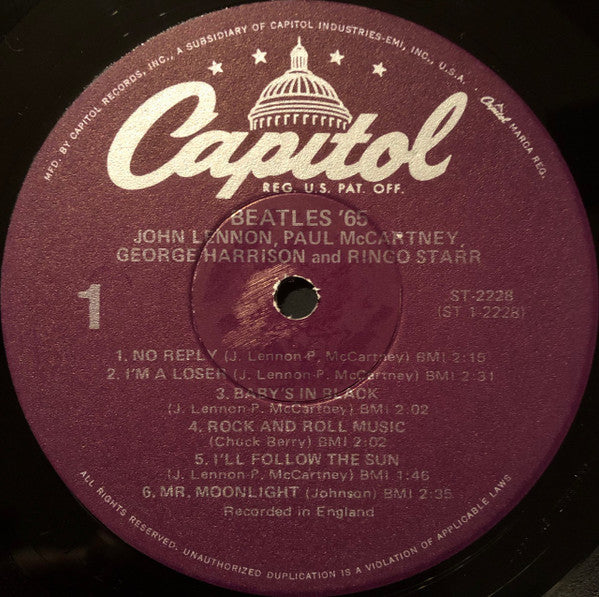 MFD. BY CAPITOL RECORDS, INC., A SUBSIDIARY OF CAPITOL INDUSTRIES-EMI, INC., U.S.A. • Capitol MARCA REG.
Capitol
REG. U.S. PAT. OFF.
BEATLES '65
JOHN LENNON, PAUL McCARTNEY,
GEORGE HARRISON and RINGO STARR
1
ST-2228
(ST 1-2228)
1. NO REPLY (J. Lennon-P. McCartney) BMI 2:15
2. I'M A LOSER (J. Lennon-P. McCartney) BMI 2:31
3. BABY'S IN BLACK
(J. Lennon-P. McCartney) BMI 2:02
4. ROCK AND ROLL MUSIC
(Chuck Berry) BMI 2:02
5. I'LL FOLLOW THE SUN
(J. Lennon-P. McCartney) BMI 1:46
6. MR. MOONLIGHT (Johnson) BMI 2:35
Recorded in England
ALL RIGHTS RESERVED. UNAUTHORIZED DUPLICATION IS A VIOLATION OF APPLICABLE LAWS